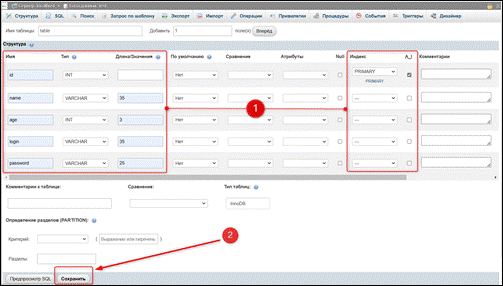 Сервер: localhost » База данных: test
Структура SQL Поиск Запрос по шаблону Экспорт Импорт Операции Привилегии Процедуры События Триггеры Дизайнер
Имя таблицы: table Добавить 1 поле(я) Вперёд
Структура
Имя Тип Длина/Значения По умолчанию Сравнение Атрибуты Null Индекс A_I Комментарии
id INT Нет PRIMARY
PRIMARY
name VARCHAR 35 Нет ---
1
age INT 3 Нет ---
login VARCHAR 35 Нет ---
password VARCHAR 25 Нет ---
Комментарии к таблице: Сравнение: Тип таблиц:
InnoDB
Определение разделов (PARTITION):
2
Критерий: ( Выражение или перечень
Разделы:
Предпросмотр SQL Сохранить